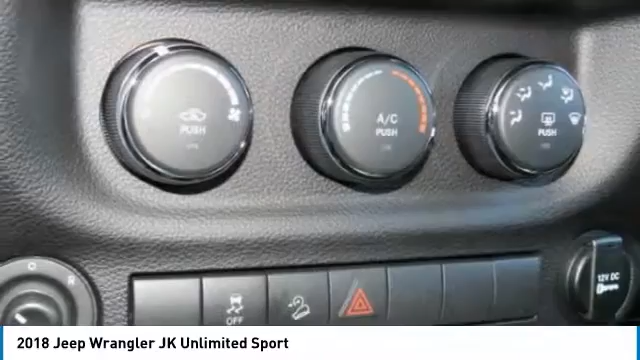 PUSH
A/C
PUSH
PUSH
O
R
OFF
12V DC
2018 Jeep Wrangler JK Unlimited Sport